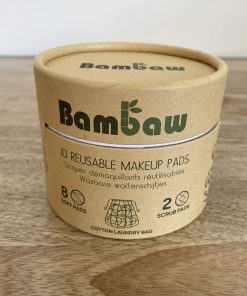 Bambaw
Bambaw
10 REUSABLE MAKEUP PADS
Disques démaquillants réutilisables
Wasbare wattenschijfjes
8 SOFT PADS
2 SCRUB PADS
COTTON LAUNDRY BAG